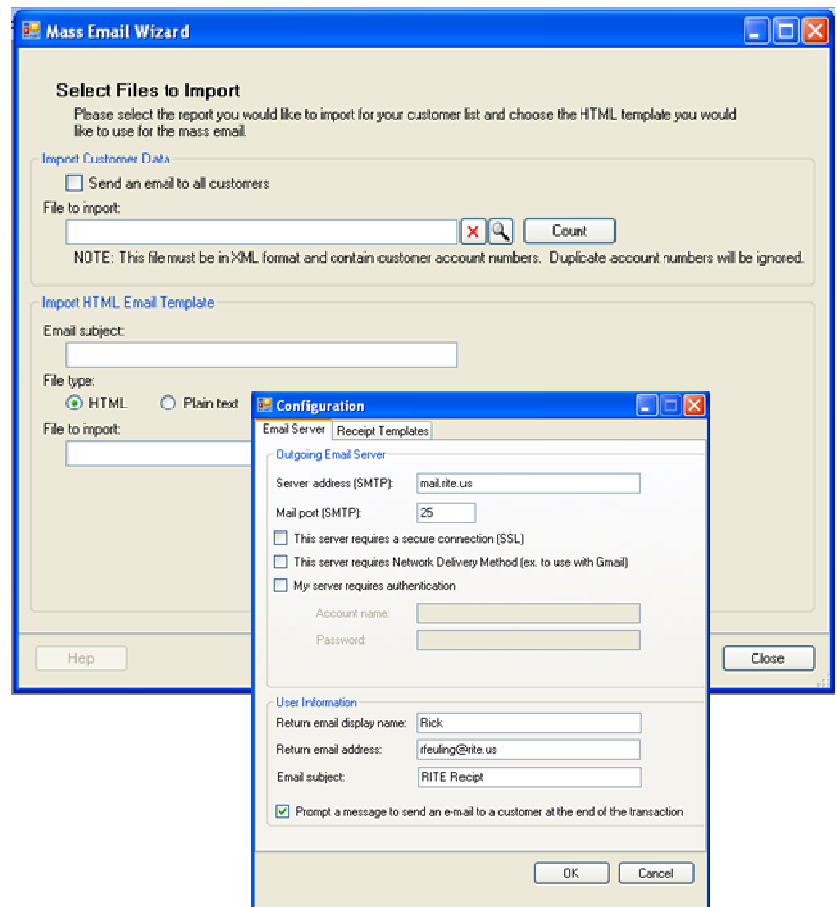 Mass Email Wizard
Select Files to Import
Please select the report you would like to import for your customer list and choose the HTML template you would
like to use for the mass email.
Import Customer Data
Send an email to all customers
File to import:
Count
NOTE: This file must be in XML format and contain customer account numbers. Duplicate account numbers will be ignored.
Import HTML Email Template
Email subject:
File type:
HTML Plain text
File to import:
Help
Close
Configuration
Email Server Receipt Templates
Outgoing Email Server
Server address (SMTP): mail.rite.us
Mail port (SMTP): 25
This server requires a secure connection (SSL)
This server requires Network Delivery Method (ex. to use with Gmail)
My server requires authentication
Account name:
Password:
User Information
Return email display name: Rick
Return email address: rfeuling@rite.us
Email subject: RITE Recipt
Prompt a message to send an e-mail to a customer at the end of the transaction
OK Cancel